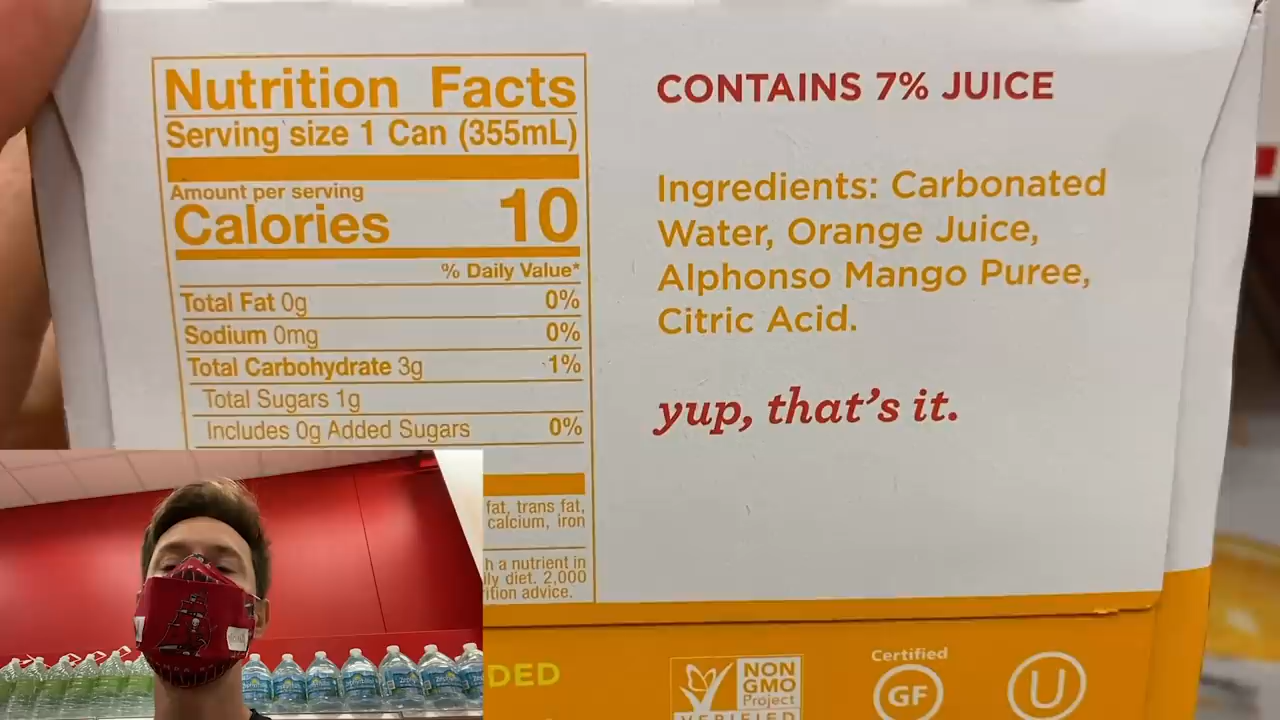 Nutrition Facts
Serving size 1 Can (355mL)
Amount per serving
Calories 10
% Daily Value*
Total Fat 0g 0%
Sodium 0mg 0%
Total Carbohydrate 3g 1%
Total Sugars 1g
Includes 0g Added Sugars 0%
fat, trans fat,
calcium, iron
a nutrient in
diet. 2,000
advice.
CONTAINS 7% JUICE
Ingredients: Carbonated
Water, Orange Juice,
Alphonso Mango Puree,
Citric Acid.
yup, that's it.
DED
NON
GMO
Project
VERIFIED
Certified
GF
U